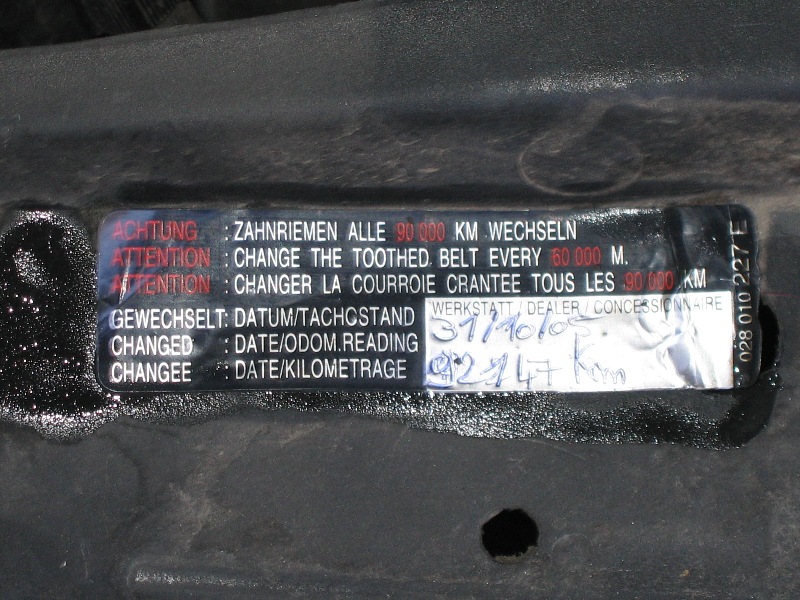 ACHTUNG : ZAHNRIEMEN ALLE 90 000 KM WECHSELN
ATTENTION : CHANGE THE TOOTHED BELT EVERY 60 000 M.
ATTENTION : CHANGER LA COURROIE CRANTEE TOUS LES 90 000 KM
WERKSTATT / DEALER / CONCESSIONNAIRE
GEWECHSELT: DATUM/TACHOSTAND 31/10/05
CHANGED : DATE/ODOM.READING
CHANGEE : DATE/KILOMETRAGE 92147 Km
028 010 227 E